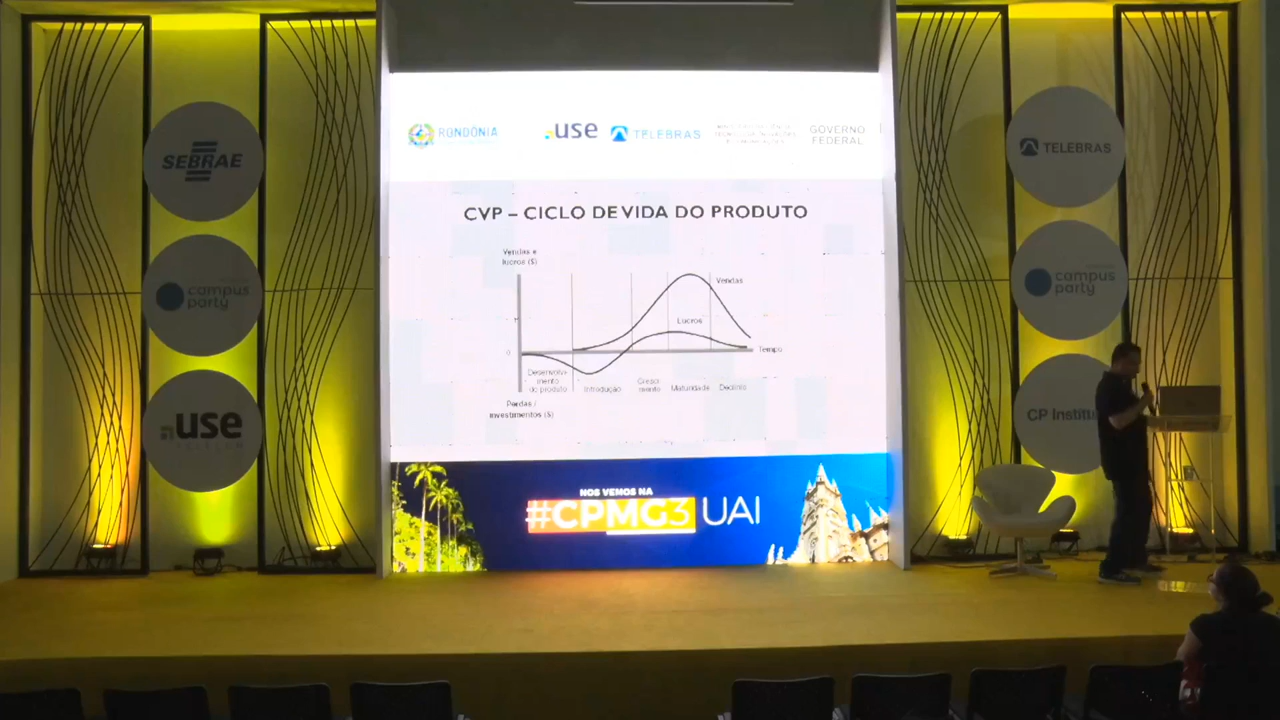 SEBRAE
campus
party
use
TELECOM
RONDÔNIA
use
TELEBRAS
GOVERNO
FEDERAL
CVP – CICLO DE VIDA DO PRODUTO
Vendas e
lucros ($)
Vendas
Lucros
Tempo
0
Desenvolvi-
mento
do produto
Introdução
Cresci-
mento
Maturidade
Declínio
Perdas /
investimentos ($)
NOS VEMOS NA
#CPMG3 UAI
TELEBRAS
campus
party
CP Institu